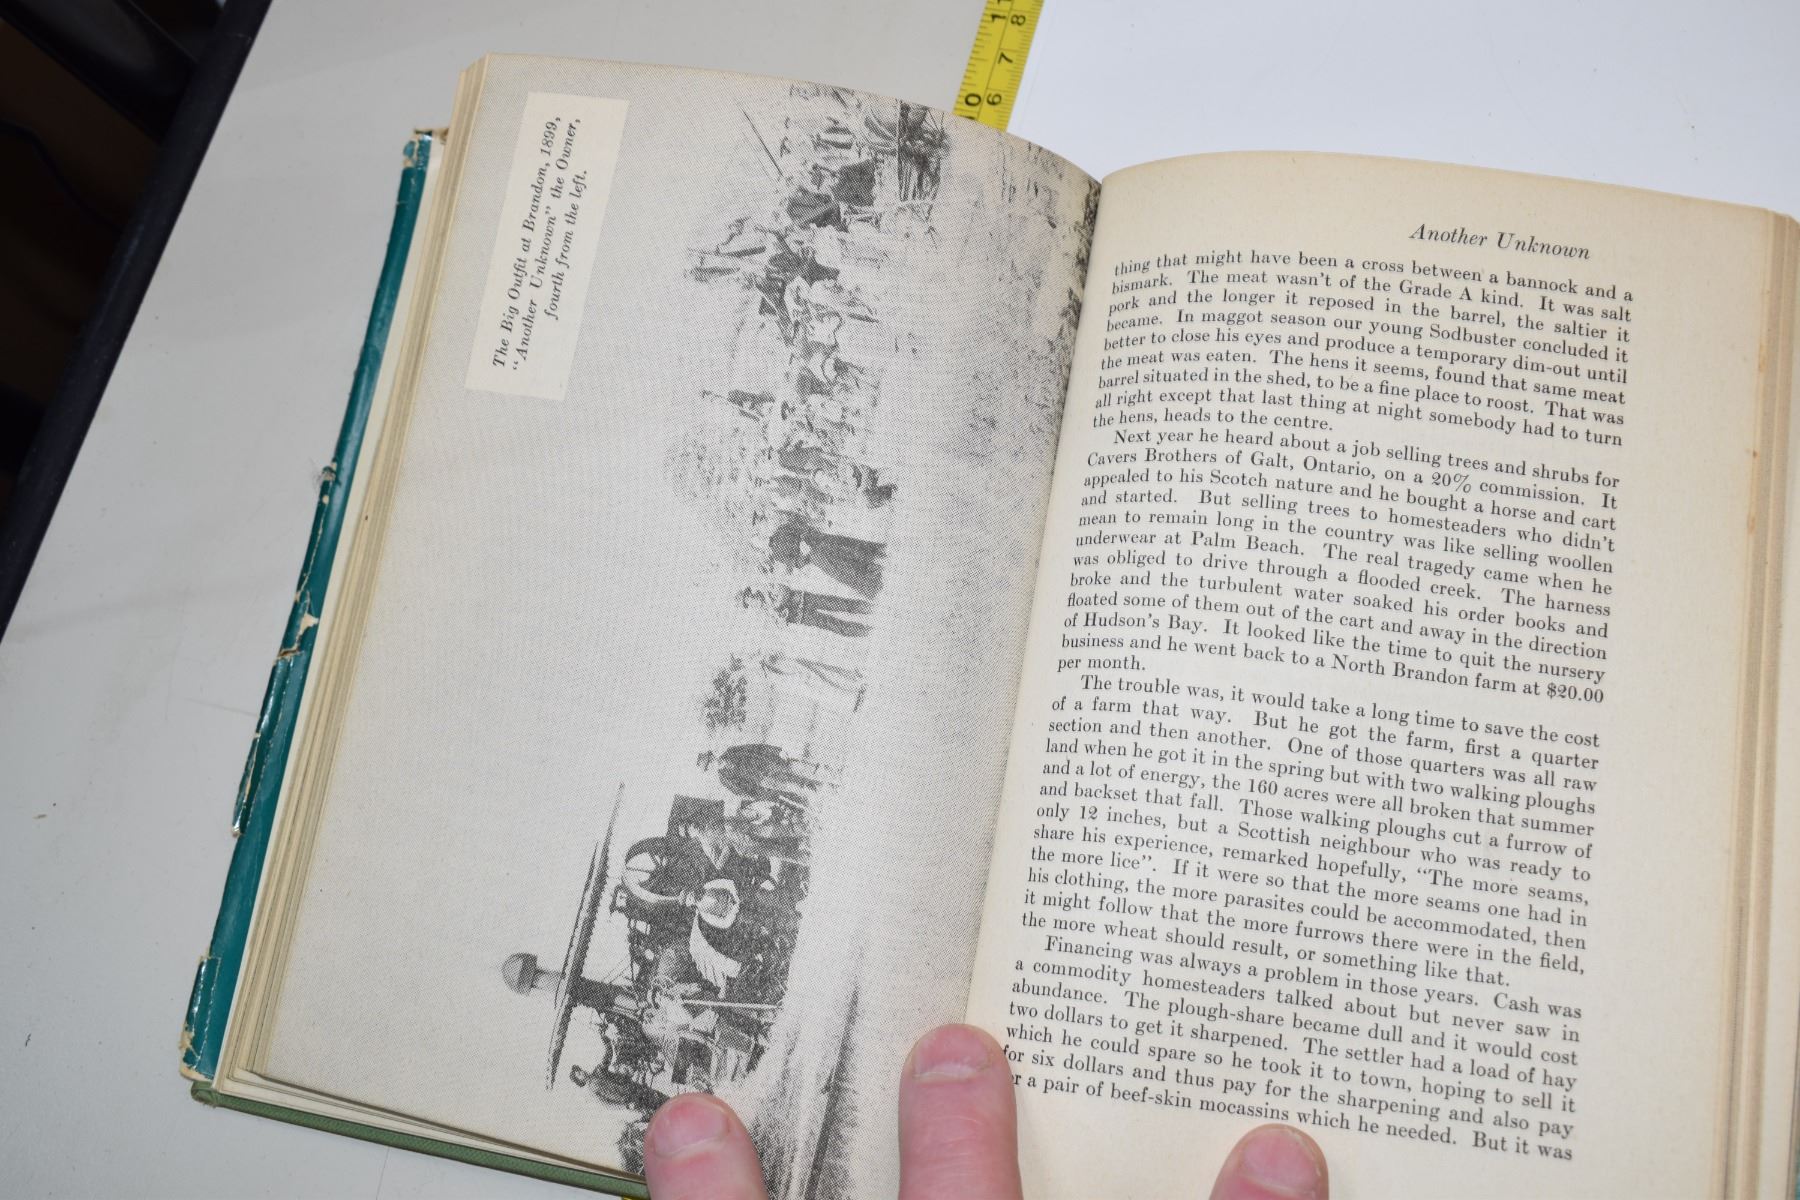 The Big Outfit at Brandon, 1899,
"Another Unknown" the Owner,
fourth from the left.
11
10
8
7
6
Another Unknown
thing that might have been a cross between a bannock and a
bismark. The meat wasn't of the Grade A kind. It was salt
pork and the longer it reposed in the barrel, the saltier it
became. In maggot season our young Sodbuster concluded it
better to close his eyes and produce a temporary dim-out until
the meat was eaten. The hens it seems, found that same meat
barrel situated in the shed, to be a fine place to roost. That was
all right except that last thing at night somebody had to turn
the hens, heads to the centre.
Next year he heard about a job selling trees and shrubs for
Cavers Brothers of Galt, Ontario, on a 20% commission. It
appealed to his Scotch nature and he bought a horse and cart
and started. But selling trees to homesteaders who didn't
mean to remain long in the country was like selling woollen
underwear at Palm Beach. The real tragedy came when he
was obliged to drive through a flooded creek. The harness
broke and the turbulent water soaked his order books and
floated some of them out of the cart and away in the direction
of Hudson's Bay. It looked like the time to quit the nursery
business and he went back to a North Brandon farm at $20.00
per month.
The trouble was, it would take a long time to save the cost
of a farm that way. But he got the farm, first a quarter
section and then another. One of those quarters was all raw
land when he got it in the spring but with two walking ploughs
and a lot of energy, the 160 acres were all broken that summer
and backset that fall. Those walking ploughs cut a furrow of
only 12 inches, but a Scottish neighbour who was ready to
share his experience, remarked hopefully, "The more seams,
the more lice". If it were so that the more seams one had in
his clothing, the more parasites could be accommodated, then
it might follow that the more furrows there were in the field,
the more wheat should result, or something like that.
Financing was always a problem in those years. Cash was
a commodity homesteaders talked about but never saw in
abundance. The plough-share became dull and it would cost
two dollars to get it sharpened. The settler had a load of hay
which he could spare so he took it to town, hoping to sell it
for six dollars and thus pay for the sharpening and also pay
or a pair of beef-skin mocassins which he needed. But it was